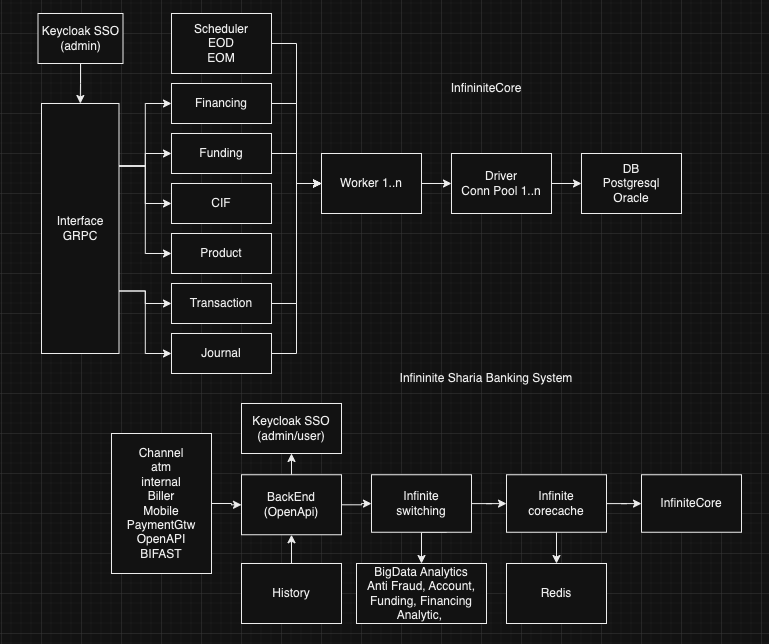 Keycloak SSO
(admin)
Scheduler
EOD
EOM
InfininiteCore
Financing
Funding
CIF
Product
Transaction
Journal
Interface
GRPC
Worker 1..n
Driver
Conn Pool 1..n
DB
Postgresql
Oracle
Infininite Sharia Banking System
Keycloak SSO
(admin/user)
Channel
atm
internal
Biller
Mobile
PaymentGtw
OpenAPI
BIFAST
BackEnd
(OpenApi)
Infinite
switching
Infinite
corecache
InfiniteCore
History
BigData Analytics
Anti Fraud, Account,
Funding, Financing
Analytic,
Redis